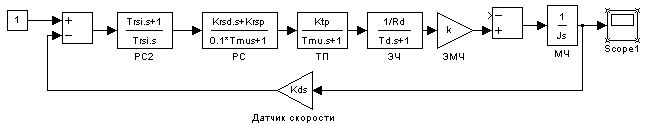 1
Trsi.s+1
Trsi.s
РС2
Krsd.s+Krsp
0.1*Tmus+1
РС
Ktp
Tmu.s+1
ТП
1/Rd
Td.s+1
ЭЧ
k
ЭМЧ
1
Js
МЧ
Scope1
Kds
Датчик скорости